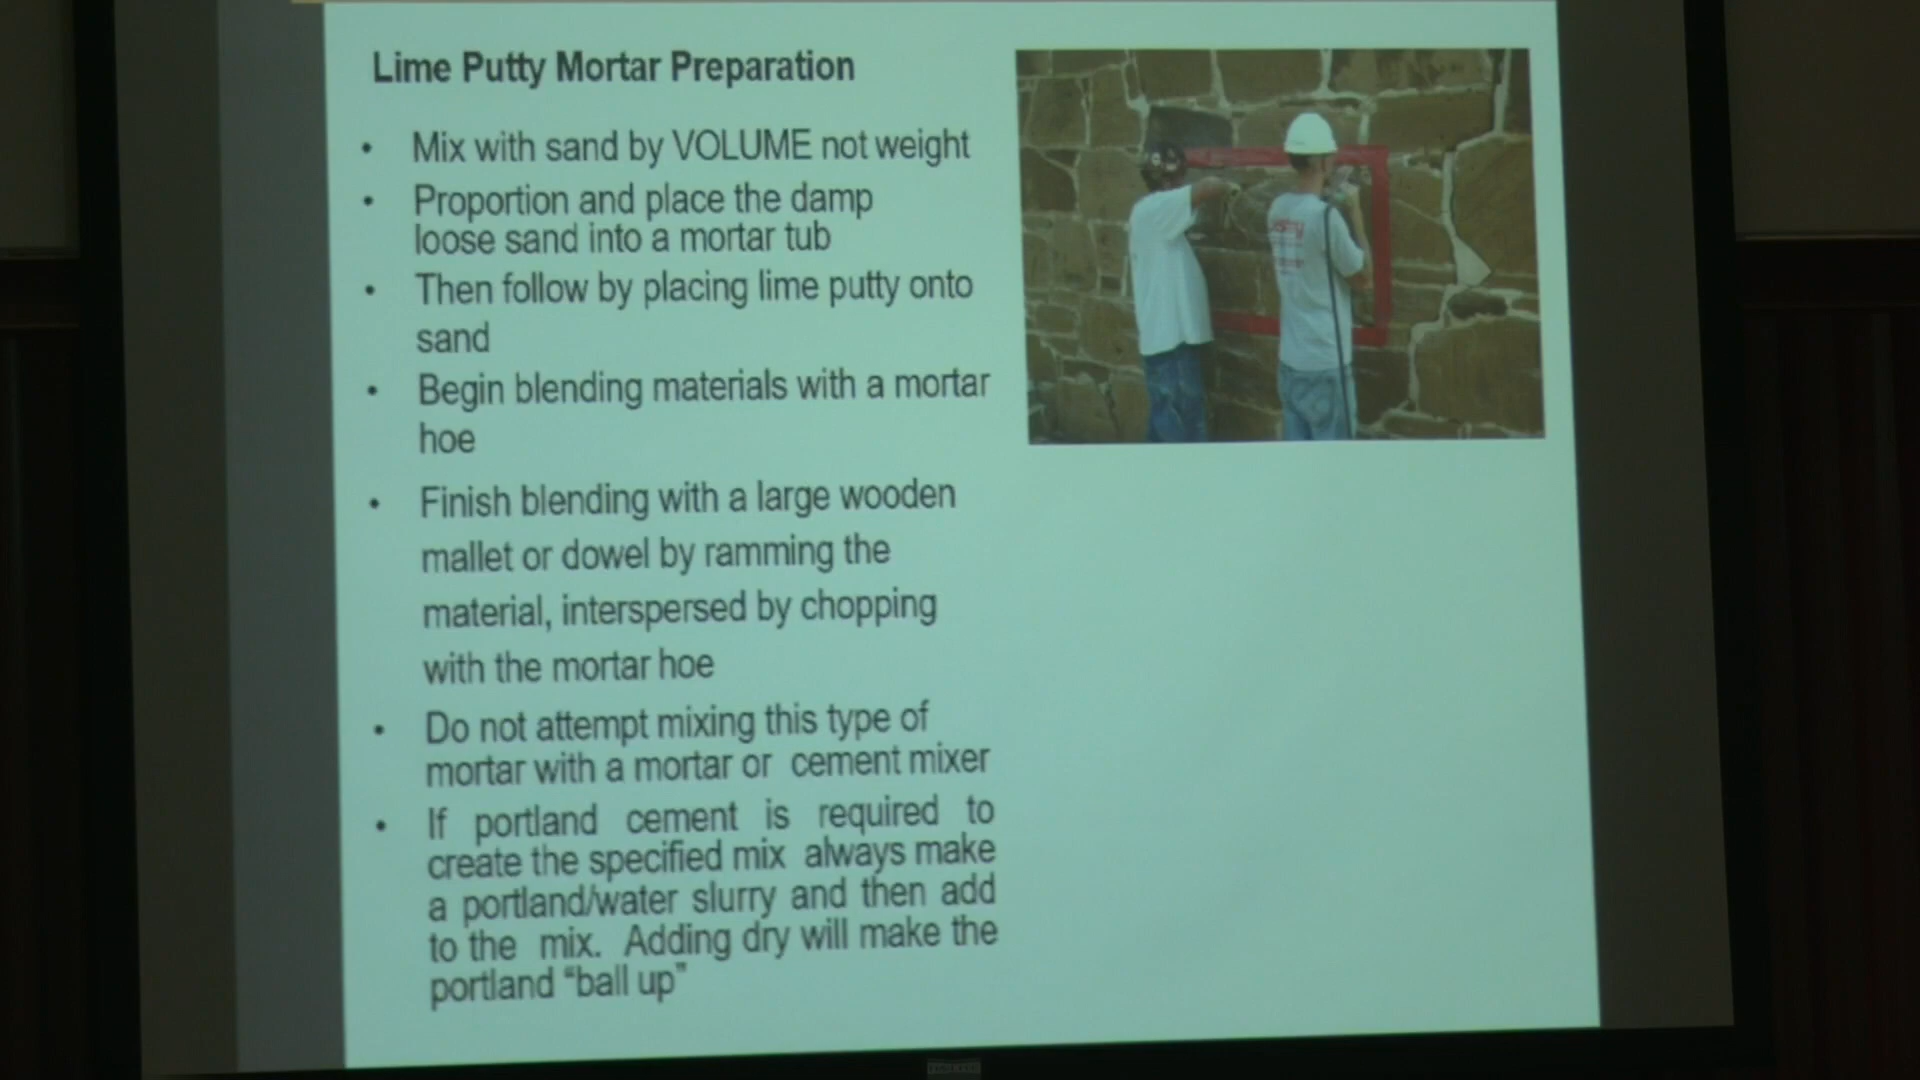 Lime Putty Mortar Preparation
• Mix with sand by VOLUME not weight
• Proportion and place the damp
loose sand into a mortar tub
• Then follow by placing lime putty onto
sand
• Begin blending materials with a mortar
hoe
• Finish blending with a large wooden
mallet or dowel by ramming the
material, interspersed by chopping
with the mortar hoe
• Do not attempt mixing this type of
mortar with a mortar or cement mixer
• If portland cement is required to
create the specified mix always make
a portland/water slurry and then add
to the mix. Adding dry will make the
portland “ball up”